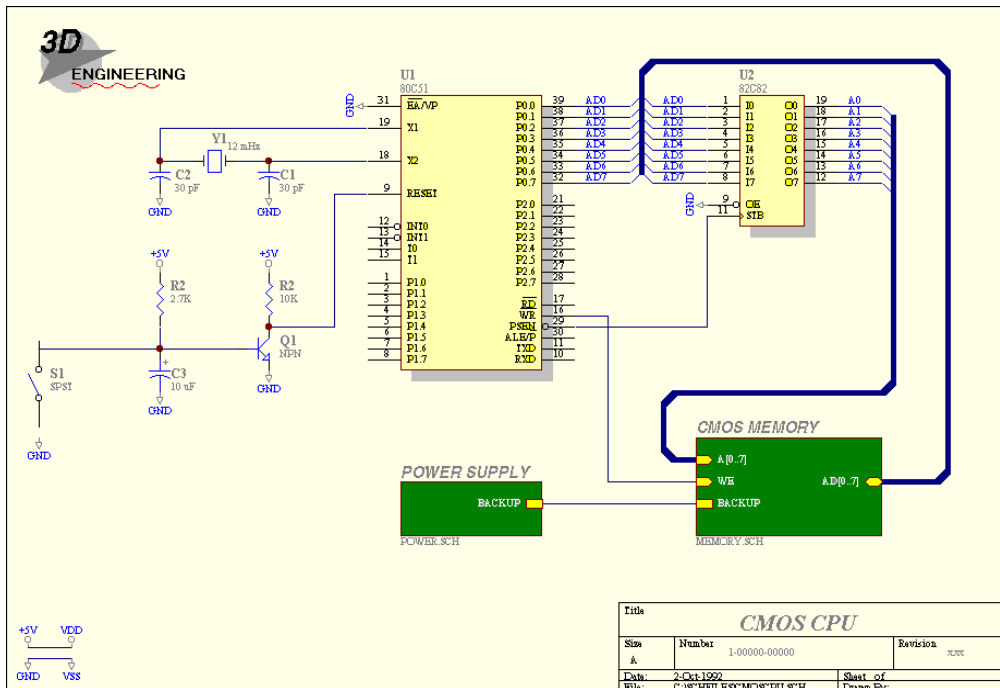 3D
ENGINEERING
U1
80C51
31 EA/VP
GND
19 X1
18 X2
9 RESET
12 INT0
13 INT1
14 T0
15 T1
1 P1.0
2 P1.1
3 P1.2
4 P1.3
5 P1.4
6 P1.5
7 P1.6
8 P1.7
P0.0 39 AD0 AD0
P0.1 38 AD1 AD1
P0.2 37 AD2 AD2
P0.3 36 AD3 AD3
P0.4 35 AD4 AD4
P0.5 34 AD5 AD5
P0.6 33 AD6 AD6
P0.7 32 AD7 AD7
P2.0 21
P2.1 22
P2.2 23
P2.3 24
P2.4 25
P2.5 26
P2.6 27
P2.7 28
RD 17
WR 16
PSEN 29
ALE/P 30
TXD 11
RXD 10
U2
82C82
1 I0 O0 19 A0
2 I1 O1 18 A1
3 I2 O2 17 A2
4 I3 O3 16 A3
5 I4 O4 15 A4
6 I5 O5 14 A5
7 I6 O6 13 A6
8 I7 O7 12 A7
GND
9 OE
11 STB
Y1
12 mHz
C2
30 pF
GND
C1
30 pF
GND
+5V
R2
2.7K
+5V
R2
10K
Q1
NPN
GND
C3
10 uF
GND
S1
SPST
GND
POWER SUPPLY
BACKUP
POWER.SCH
CMOS MEMORY
A[0..7]
WE
AD[0..7]
BACKUP
MEMORY.SCH
+5V VDD
GND VSS
Title
CMOS CPU
Size
A
Number
1-00000-00000
Revision
x.xx
Date: 2-Oct-1992
Sheet of
File: C:\SCHFILES\CMOSCPU.SCH
Drawn By: